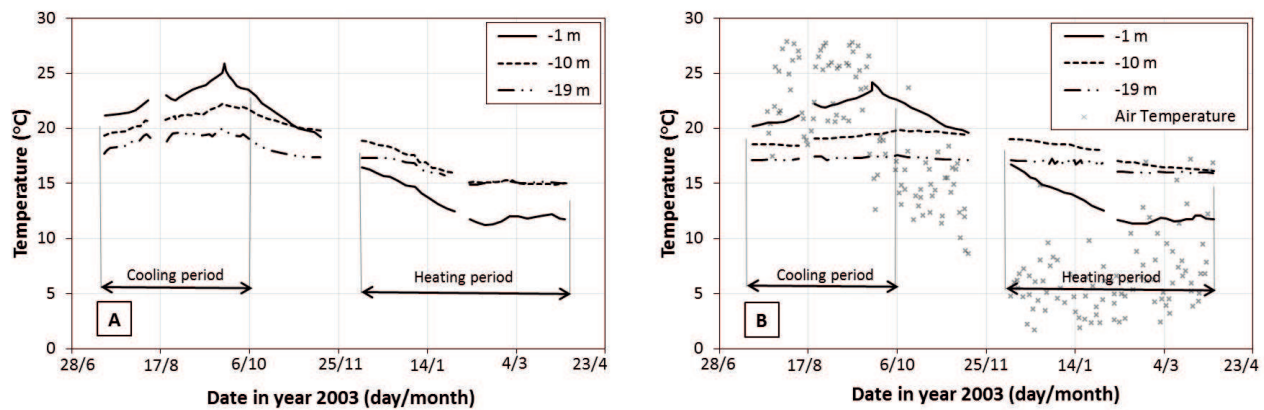 30
25
20
15
10
5
0
Temperature (°C)
-1 m
-10 m
-19 m
Cooling period
Heating period
A
28/6 17/8 6/10 25/11 14/1 4/3 23/4
Date in year 2003 (day/month)
30
25
20
15
10
5
0
Temperature (°C)
-1 m
-10 m
-19 m
Air Temperature
Cooling period
Heating period
B
28/6 17/8 6/10 25/11 14/1 4/3 23/4
Date in year 2003 (day/month)